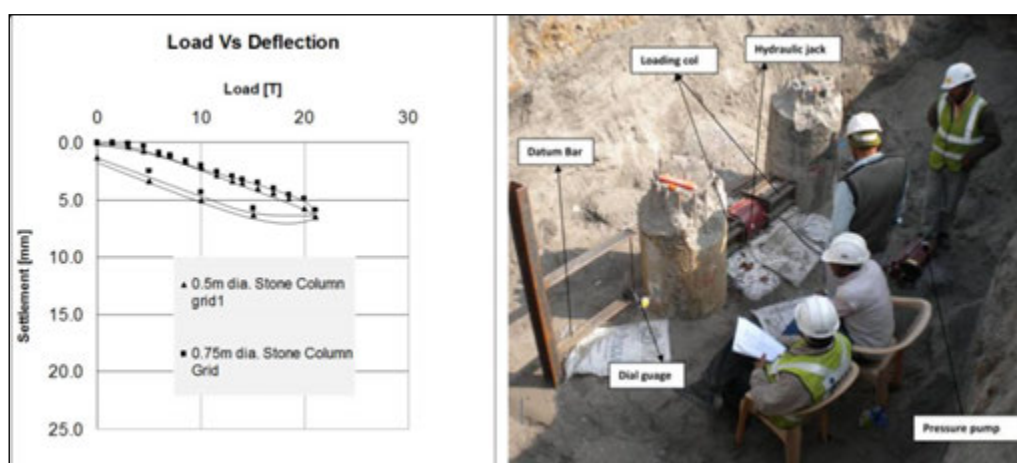 Load Vs Deflection
Load [T]
0 10 20 30
0.0
5.0
10.0
15.0
20.0
25.0
Settlement [mm]
0.5m dia. Stone Column
grid1
0.75m dia. Stone Column
Grid
Hydraulic jack
Loading col
Datum Bar
Dial guage
Pressure pump